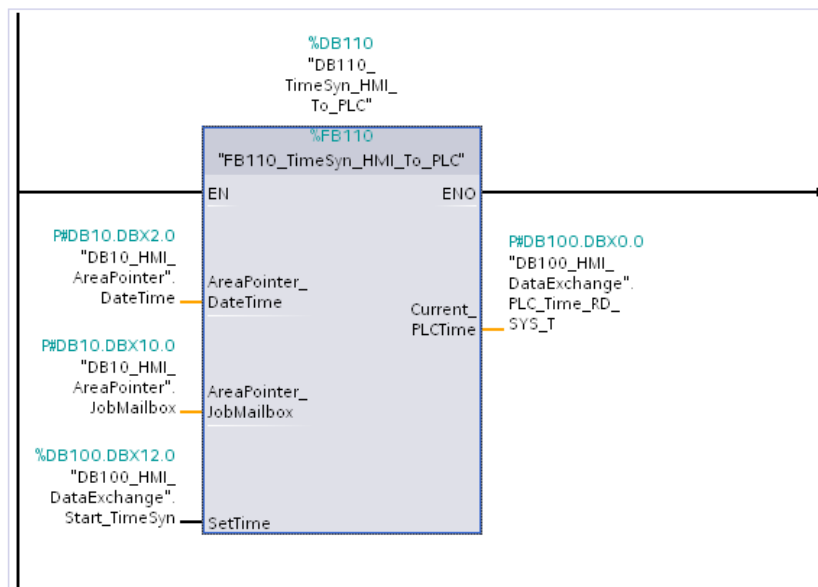 %DB110
"DB110_
TimeSyn_HMI_
To_PLC"
%FB110
"FB110_TimeSyn_HMI_To_PLC"
EN
ENO
P#DB10.DBX2.0
"DB10_HMI_
AreaPointer".
DateTime
AreaPointer_
DateTime
P#DB100.DBX0.0
"DB100_HMI_
DataExchange".
PLC_Time_RD_
SYS_T
Current_
PLCTime
P#DB10.DBX10.0
"DB10_HMI_
AreaPointer".
JobMailbox
AreaPointer_
JobMailbox
%DB100.DBX12.0
"DB100_HMI_
DataExchange".
Start_TimeSyn
SetTime